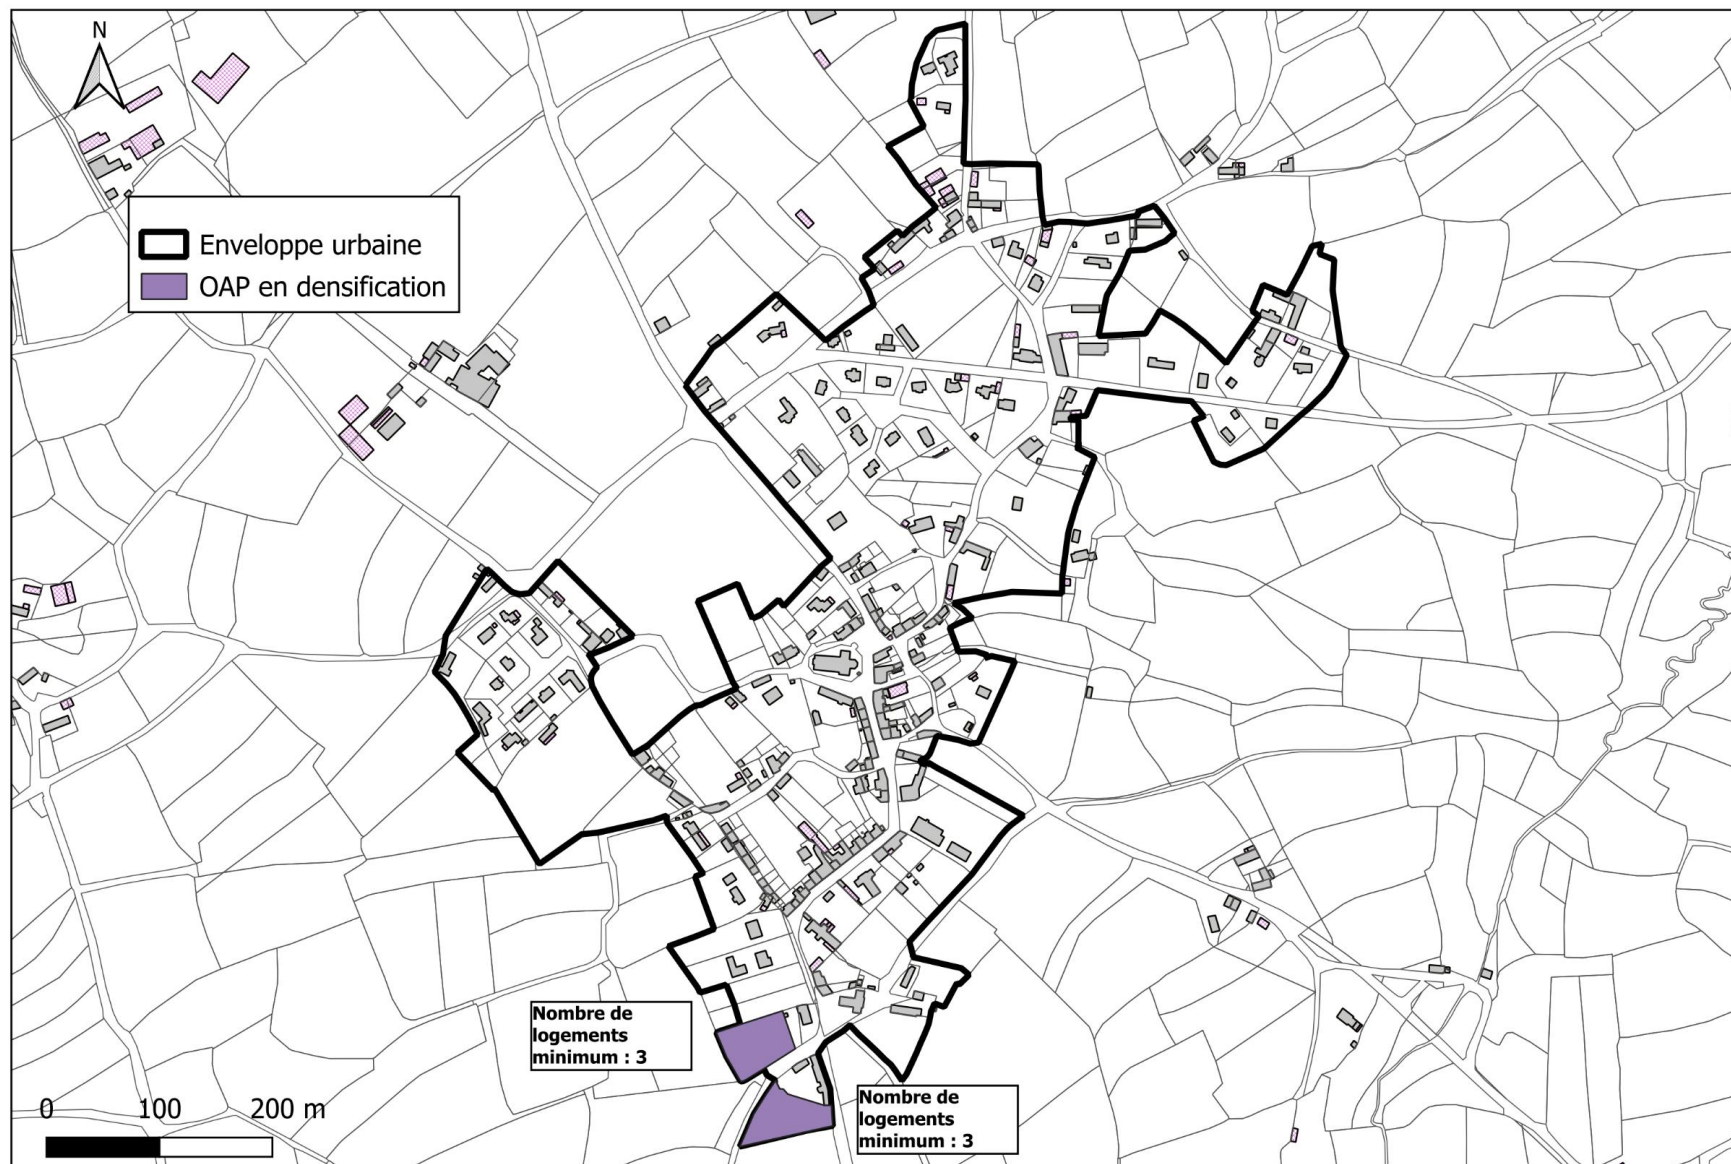 N
Enveloppe urbaine
OAP en densification
Nombre de
logements
minimum : 3
Nombre de
logements
minimum : 3
0 100 200 m